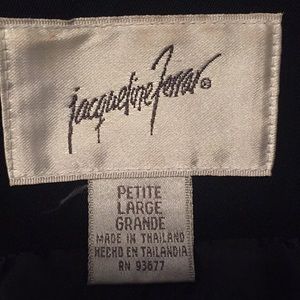 jacqueline ferrar®
PETITE
LARGE
GRANDE
MADE IN THAILAND
HECHO EN TAILANDIA
RN 93677